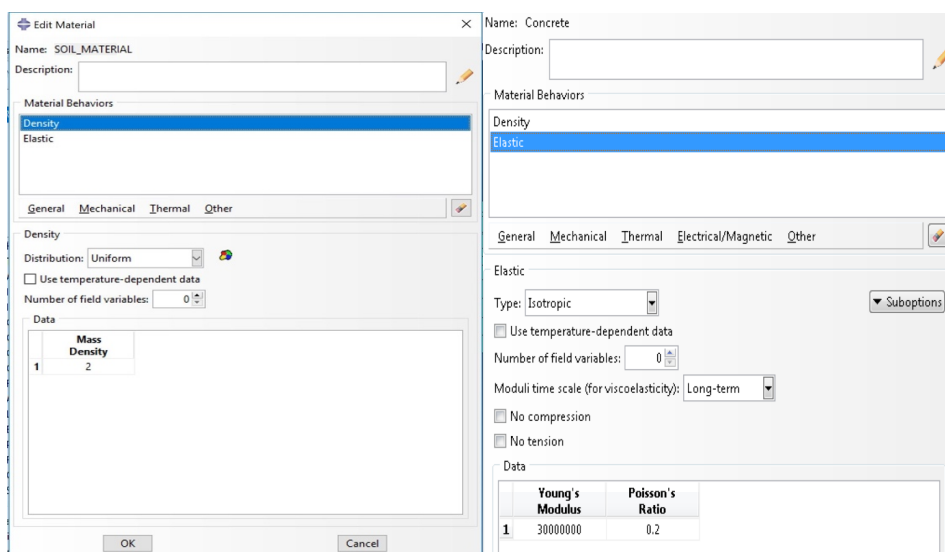 Edit Material
Name: SOIL_MATERIAL
Description:
Material Behaviors
Density
Elastic
General Mechanical Thermal Other
Density
Distribution: Uniform
Use temperature-dependent data
Number of field variables: 0
Data
Mass
Density
1 2
OK Cancel
Name: Concrete
Description:
Material Behaviors
Density
Elastic
General Mechanical Thermal Electrical/Magnetic Other
Elastic
Type: Isotropic
Suboptions
Use temperature-dependent data
Number of field variables: 0
Moduli time scale (for viscoelasticity): Long-term
No compression
No tension
Data
Young's Poisson's
Modulus Ratio
1 30000000 0.2